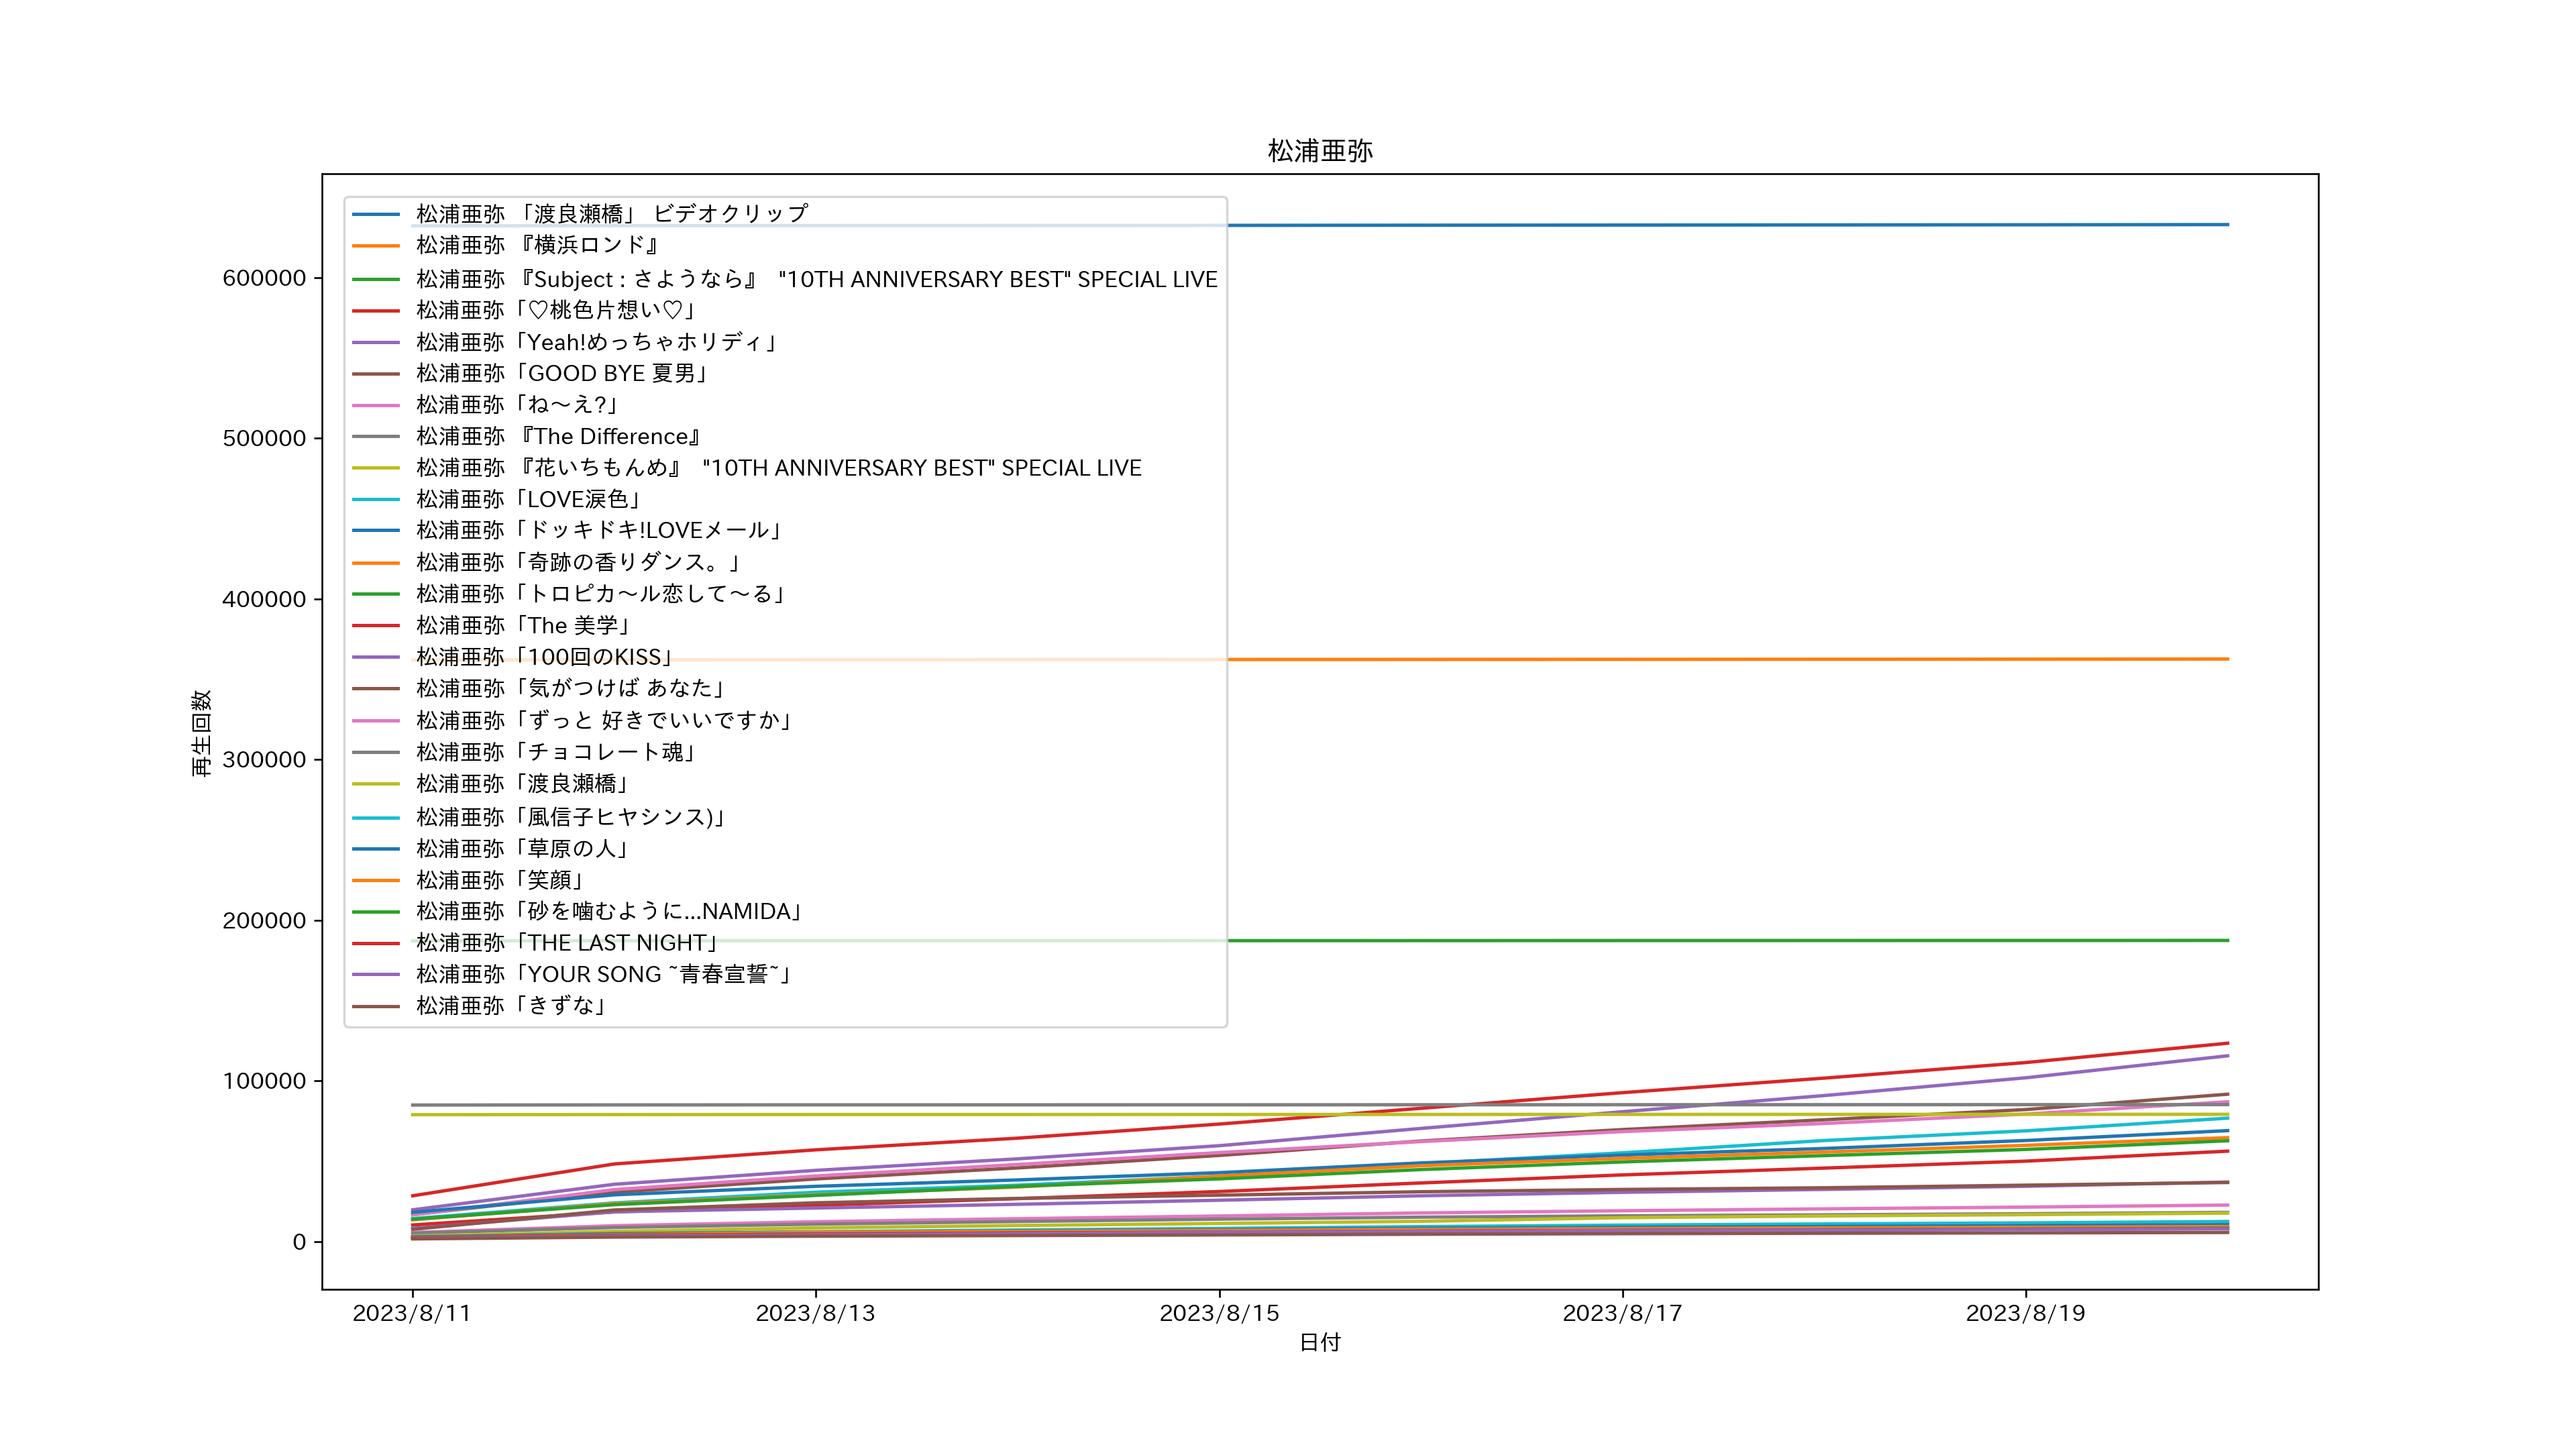 松浦亜弥
松浦亜弥 「渡良瀬橋」 ビデオクリップ
松浦亜弥 『横浜ロンド』
松浦亜弥 『Subject : さようなら』 "10TH ANNIVERSARY BEST" SPECIAL LIVE
松浦亜弥「♡桃色片想い♡」
松浦亜弥「Yeah!めっちゃホリディ」
松浦亜弥「GOOD BYE 夏男」
松浦亜弥「ね〜え?」
松浦亜弥 『The Difference』
松浦亜弥 『花いちもんめ』 "10TH ANNIVERSARY BEST" SPECIAL LIVE
松浦亜弥「LOVE涙色」
松浦亜弥「ドッキドキ!LOVEメール」
松浦亜弥「奇跡の香りダンス。」
松浦亜弥「トロピカ〜ル恋して〜る」
松浦亜弥「The 美学」
松浦亜弥「100回のKISS」
松浦亜弥「気がつけば あなた」
松浦亜弥「ずっと 好きでいいですか」
松浦亜弥「チョコレート魂」
松浦亜弥「渡良瀬橋」
松浦亜弥「風信子ヒヤシンス)」
松浦亜弥「草原の人」
松浦亜弥「笑顔」
松浦亜弥「砂を噛むように...NAMIDA」
松浦亜弥「THE LAST NIGHT」
松浦亜弥「YOUR SONG ~青春宣誓~」
松浦亜弥「きずな」
再生回数
600000
500000
400000
300000
200000
100000
0
2023/8/11 2023/8/13 2023/8/15 2023/8/17 2023/8/19
日付